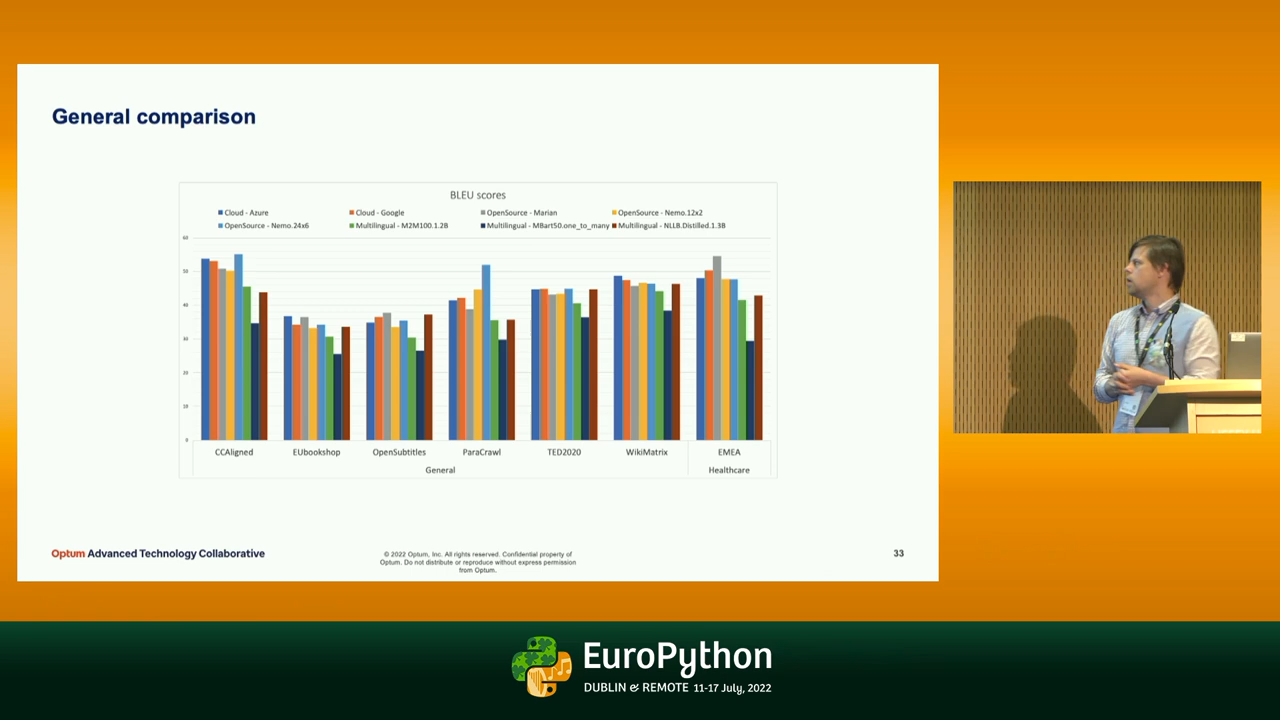 General comparison
BLEU scores
Cloud - Azure
Cloud - Google
OpenSource - Marian
OpenSource - Nemo.12x2
OpenSource - Nemo.24x6
Multilingual - M2M100.1.2B
Multilingual - MBart50.one_to_many
Multilingual - NLLB.Distilled.1.3B
60
50
40
30
20
10
0
CCAligned
EUbookshop
OpenSubtitles
ParaCrawl
TED2020
WikiMatrix
EMEA
General
Healthcare
Optum Advanced Technology Collaborative
© 2022 Optum, Inc. All rights reserved. Confidential property of
Optum. Do not distribute or reproduce without express permission
from Optum.
33
EuroPython
DUBLIN & REMOTE 11-17 July, 2022